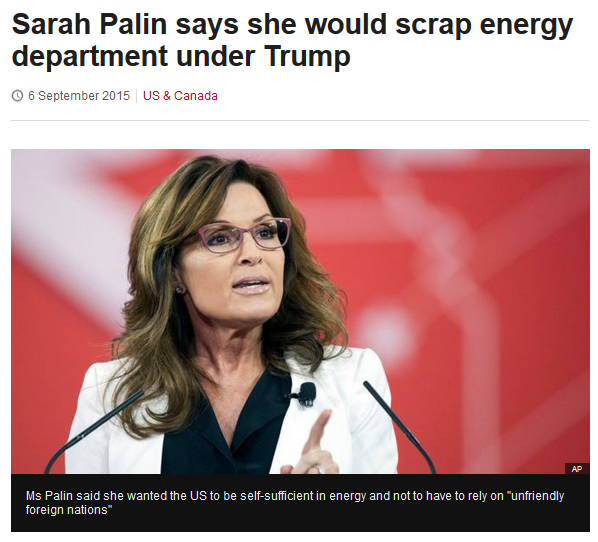 Sarah Palin says she would scrap energy
department under Trump
6 September 2015 US & Canada
AP
Ms Palin said she wanted the US to be self-sufficient in energy and not to have to rely on "unfriendly
foreign nations"